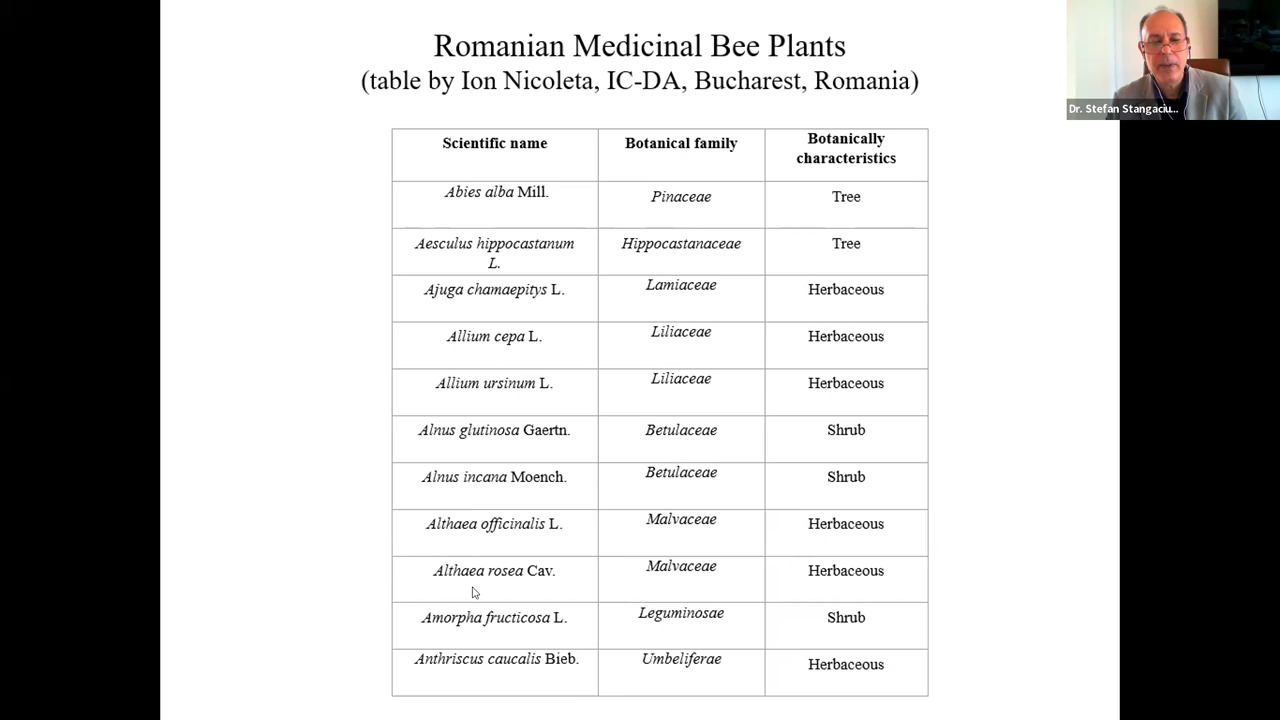 Romanian Medicinal Bee Plants
(table by Ion Nicoleta, IC-DA, Bucharest, Romania)
Dr. Stefan Stangaciu...
Scientific name Botanical family Botanically characteristics
Abies alba Mill. Pinaceae Tree
Aesculus hippocastanum L. Hippocastanaceae Tree
Ajuga chamaepitys L. Lamiaceae Herbaceous
Allium cepa L. Liliaceae Herbaceous
Allium ursinum L. Liliaceae Herbaceous
Alnus glutinosa Gaertn. Betulaceae Shrub
Alnus incana Moench. Betulaceae Shrub
Althaea officinalis L. Malvaceae Herbaceous
Althaea rosea Cav. Malvaceae Herbaceous
Amorpha fructicosa L. Leguminosae Shrub
Anthriscus caucalis Bieb. Umbeliferae Herbaceous